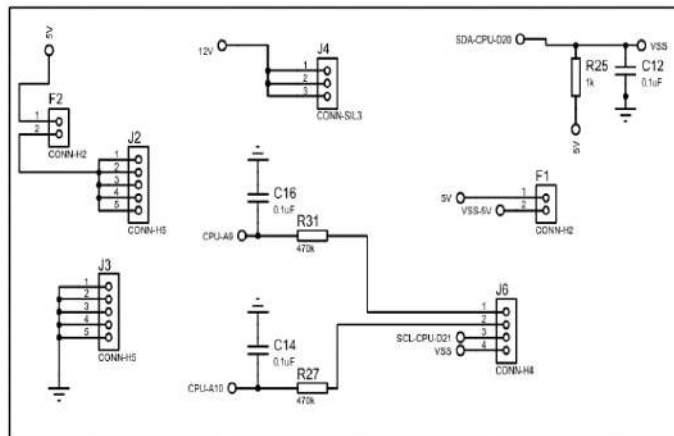 5V
F2
1
2
CONN-H2
J2
1
2
3
4
5
CONN-H5
J3
1
2
3
4
5
CONN-H5
12V
J4
1
2
3
CONN-SIL3
SDA-CPU-D20
VSS
R25
1k
C12
0.1uF
5V
C16
0.1uF
CPU-A9
R31
470k
F1
5V
1
VSS-5V
2
CONN-H2
C14
0.1uF
CPU-A10
R27
470k
J6
1
2
SCL-CPU-D21
3
VSS
4
CONN-H4